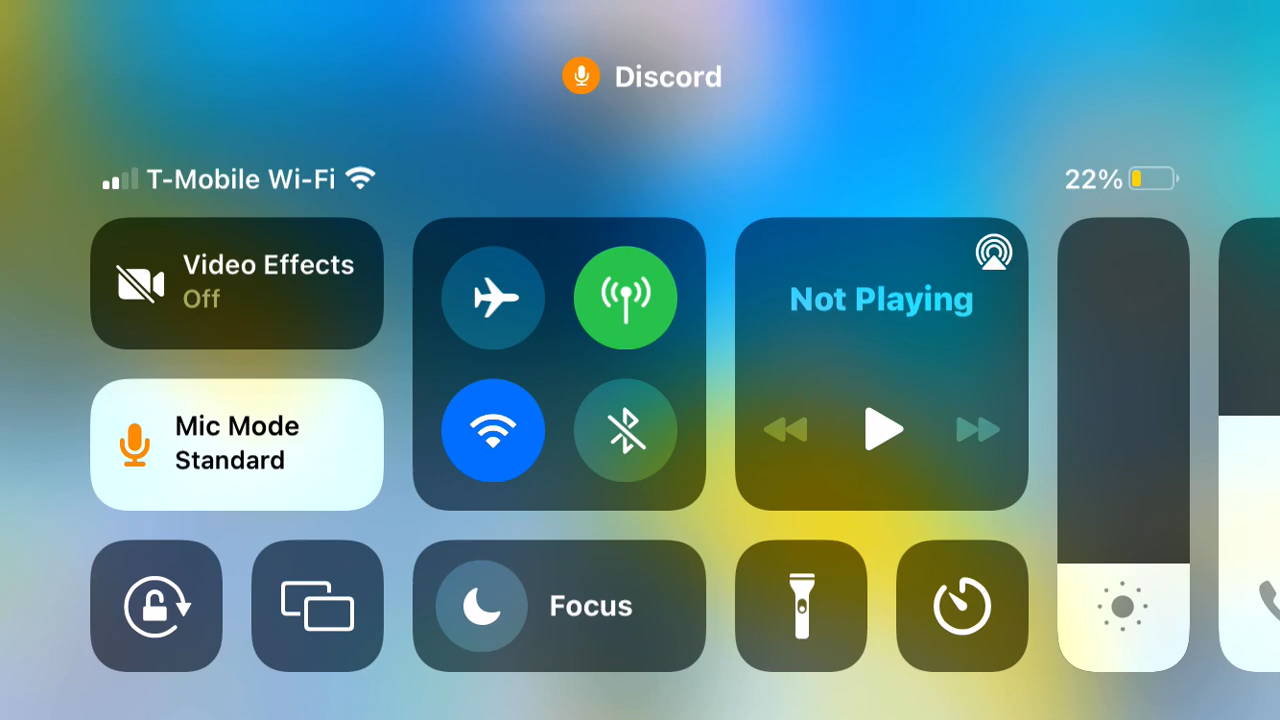 Discord
T-Mobile Wi-Fi
22%
Video Effects
Off
Not Playing
Mic Mode
Standard
Focus